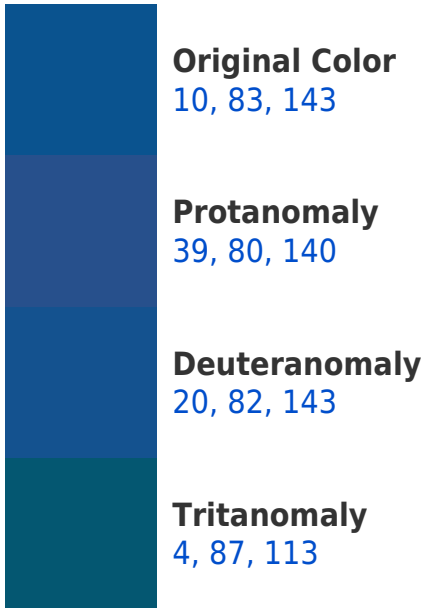 Original Color
10, 83, 143
Protanomaly
39, 80, 140
Deuteranomaly
20, 82, 143
Tritanomaly
4, 87, 113